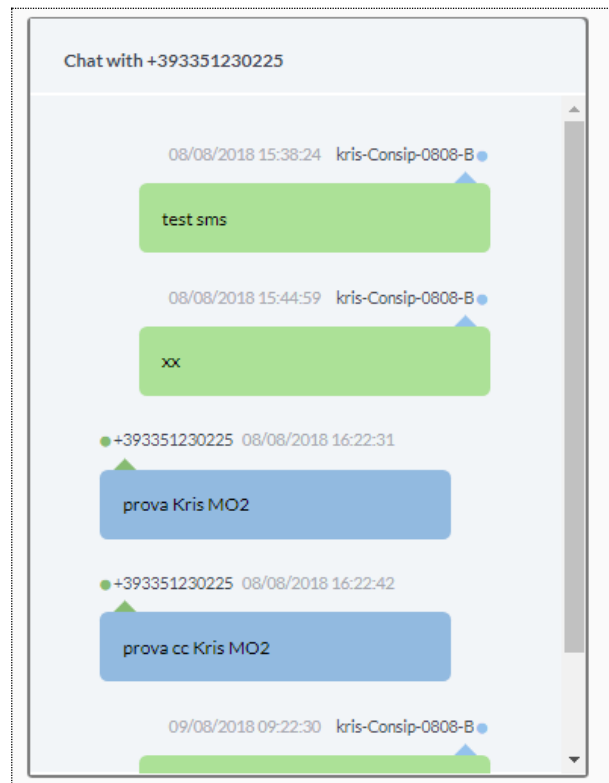 Chat with +393351230225
08/08/2018 15:38:24 kris-Consip-0808-B
test sms
08/08/2018 15:44:59 kris-Consip-0808-B
xx
+393351230225 08/08/2018 16:22:31
prova Kris MO2
+393351230225 08/08/2018 16:22:42
prova cc Kris MO2
09/08/2018 09:22:30 kris-Consip-0808-B